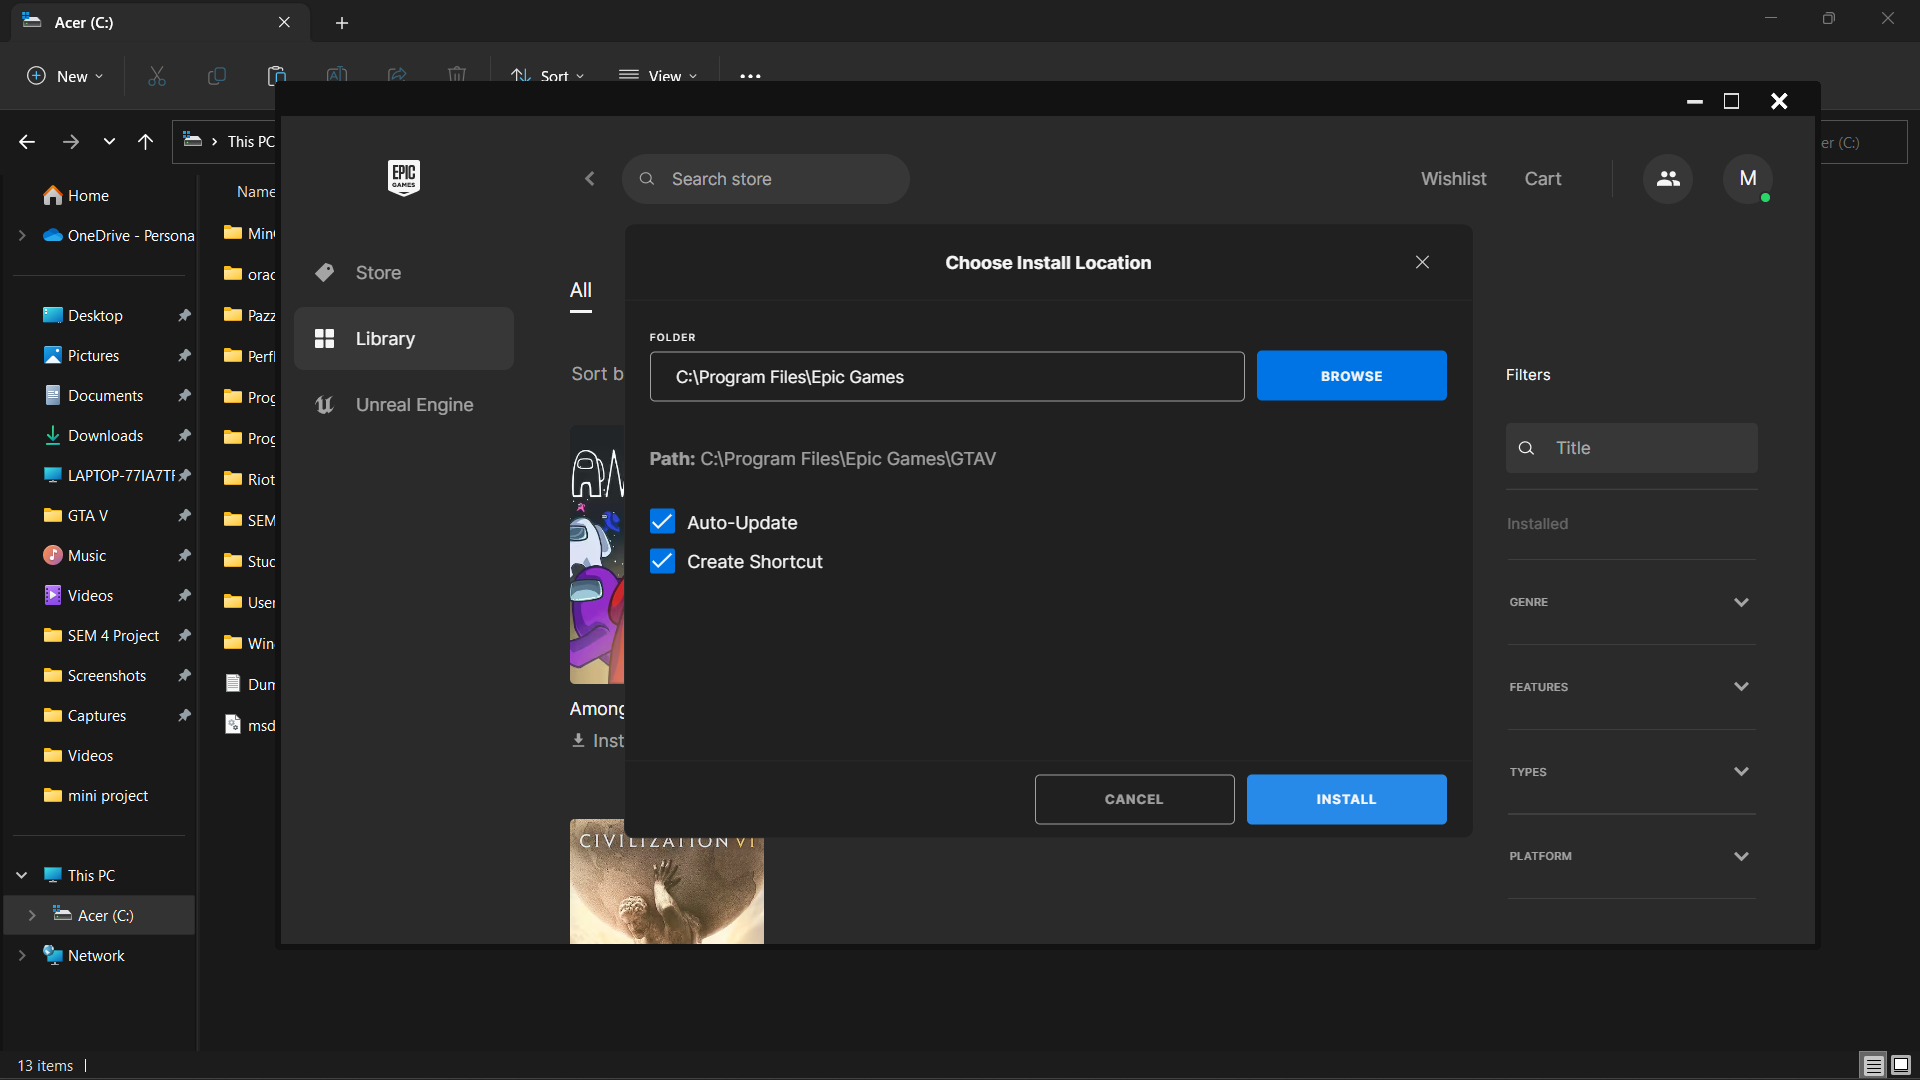 Acer (C:)
New
Sort
View
This PC
er (C:)
Home
OneDrive - Persona
Desktop
Pictures
Documents
Downloads
LAPTOP-77IA7TF
GTA V
Music
Videos
SEM 4 Project
Screenshots
Captures
Videos
mini project
This PC
Acer (C:)
Network
13 items
Name
Min
orac
Pazz
Perfl
Prog
Prog
Riot
SEM
Stud
User
Win
Dum
msd
EPIC
GAMES
Search store
Wishlist
Cart
M
Store
Library
Unreal Engine
All
Sort b
Among
Inst
CIVILIZATION VI
Choose Install Location
FOLDER
C:\Program Files\Epic Games
BROWSE
Path: C:\Program Files\Epic Games\GTAV
Auto-Update
Create Shortcut
CANCEL
INSTALL
Filters
Title
Installed
GENRE
FEATURES
TYPES
PLATFORM